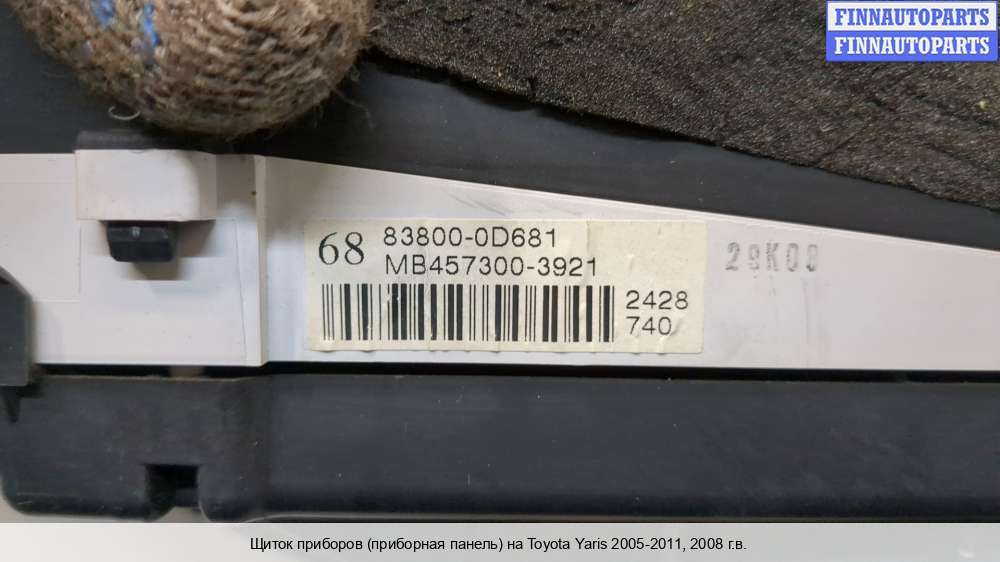 FINNAUTOPARTS
FINNAUTOPARTS
68
83800-0D681
MB457300-3921
2428
740
28K08
Щиток приборов (приборная панель) на Toyota Yaris 2005-2011, 2008 г.в.